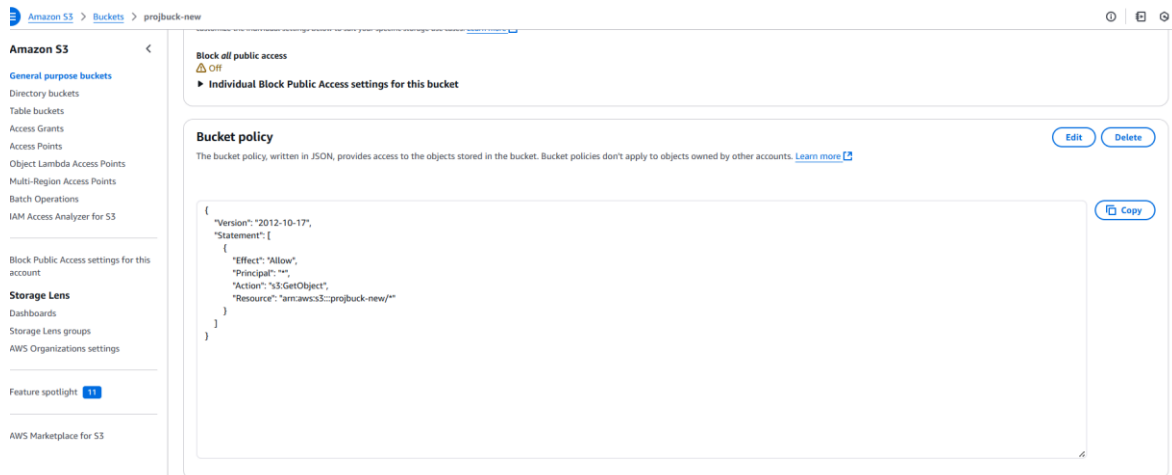 Amazon S3 > Buckets > projbuck-new
Amazon S3
General purpose buckets
Directory buckets
Table buckets
Access Grants
Access Points
Object Lambda Access Points
Multi-Region Access Points
Batch Operations
IAM Access Analyzer for S3
Block Public Access settings for this
account
Storage Lens
Dashboards
Storage Lens groups
AWS Organizations settings
Feature spotlight 11
AWS Marketplace for S3
Block all public access
Off
Individual Block Public Access settings for this bucket
Bucket policy
Edit
Delete
The bucket policy, written in JSON, provides access to the objects stored in the bucket. Bucket policies don't apply to objects owned by other accounts. Learn more
Copy
{
"Version": "2012-10-17",
"Statement": [
{
"Effect": "Allow",
"Principal": "*",
"Action": "s3:GetObject",
"Resource": "arn:aws:s3:::projbuck-new/*"
}
]
}